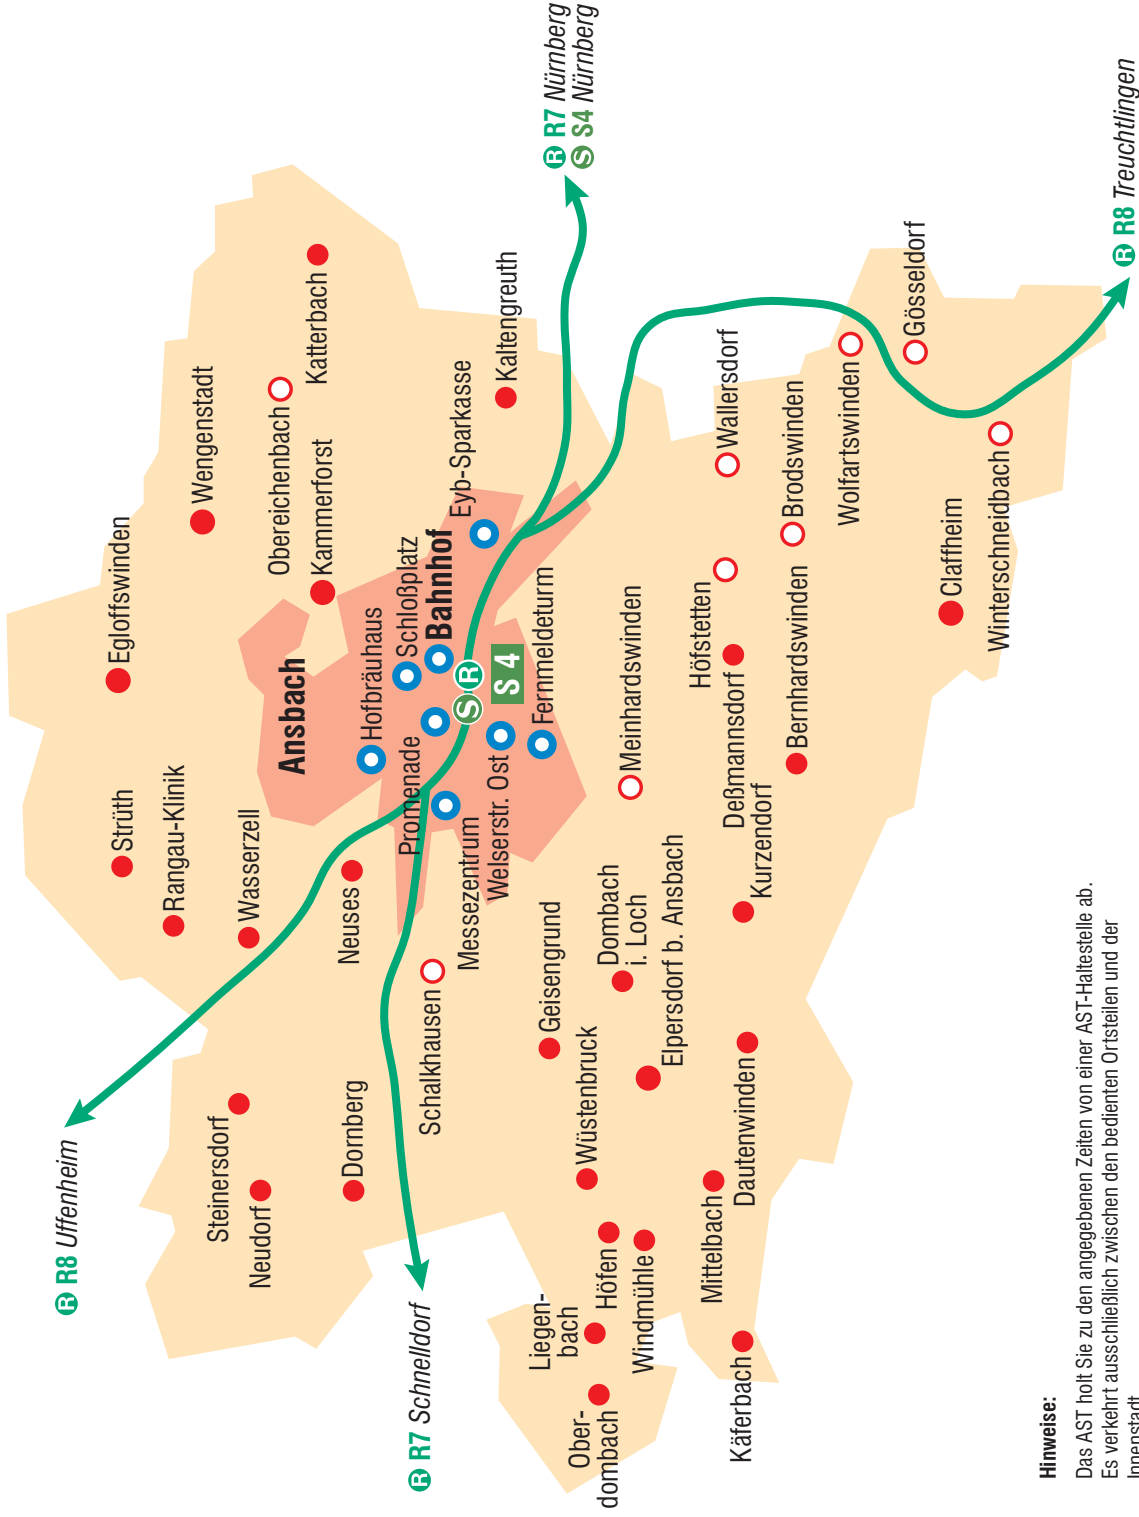 R R8 Uffenheim
Strüth
Egloffswinden
Rangau-Klinik
Wengenstadt
Steinersdorf
Wasserzell
Neudorf
Obereichenbach
Ansbach
Katterbach
Kammerforst
Dornberg
Neuses
Hofbräuhaus
Schloßplatz
Promenade
R R7 Schnelldorf
Schalkhausen
Bahnhof
Messezentrum
S R
Eyb-Sparkasse
S 4
Welserstr. Ost
Kaltengreuth
Fernmeldeturm
R R7 Nürnberg
S S4 Nürnberg
Geisengrund
Liegen-
bach
Ober-
dombach
Wüstenbruck
Höfen
Dombach
i. Loch
Meinhardswinden
Windmühle
Elpersdorf b. Ansbach
Höfstetten
Wallersdorf
Mittelbach
Deßmannsdorf
Käferbach
Dautenwinden
Kurzendorf
Bernhardswinden
Brodswinden
Wolfartswinden
Gösseldorf
Claffheim
Winterschneidbach
R R8 Treuchtlingen
Hinweise:
Das AST holt Sie zu den angegebenen Zeiten von einer AST-Haltestelle ab.
Es verkehrt ausschließlich zwischen den bedienten Ortsteilen und der
Innenstadt